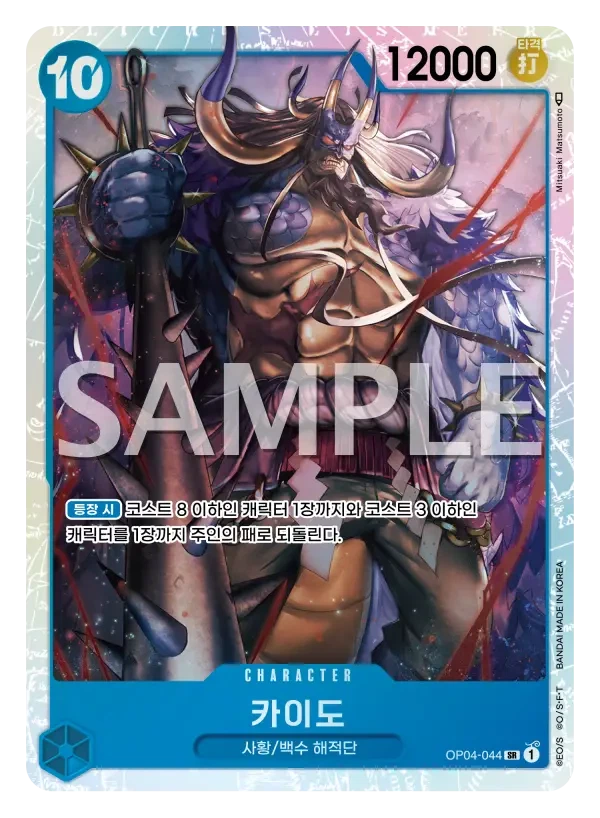 10
12000
타격
打
Mitsuaki Matsumoto
SAMPLE
등장 시 코스트 8 이하인 캐릭터 1장까지와 코스트 3 이하인
캐릭터를 1장까지 주인의 패로 되돌린다.
CHARACTER
카이도
사황/백수 해적단
OP04-044 SR 1
©EO/S ©O/S·F·T BANDAI MADE IN KOREA